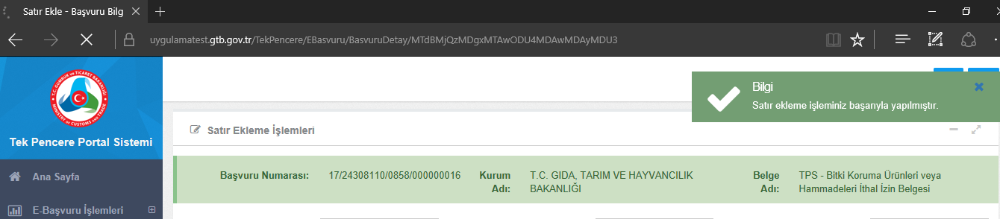 Satır Ekle - Başvuru Bilg
uygulamatest.gtb.gov.tr/TekPencere/EBasvuru/BasvuruDetay/MTdBMjQzMDgxMTAwODU4MDAwMDAyMDU3
T.C. GÜMRÜK ve TİCARET BAKANLIĞI
MINISTRY OF CUSTOMS AND TRADE
Tek Pencere Portal Sistemi
Ana Sayfa
E-Başvuru İşlemleri
Bilgi
Satır ekleme işleminiz başarıyla yapılmıştır.
Satır Ekleme İşlemleri
Başvuru Numarası: 17/24308110/0858/000000016 Kurum T.C. GIDA, TARIM VE HAYVANCILIK Belge TPS - Bitki Koruma Ürünleri veya
Adı: BAKANLIĞI Adı: Hammadeleri İthal İzin Belgesi